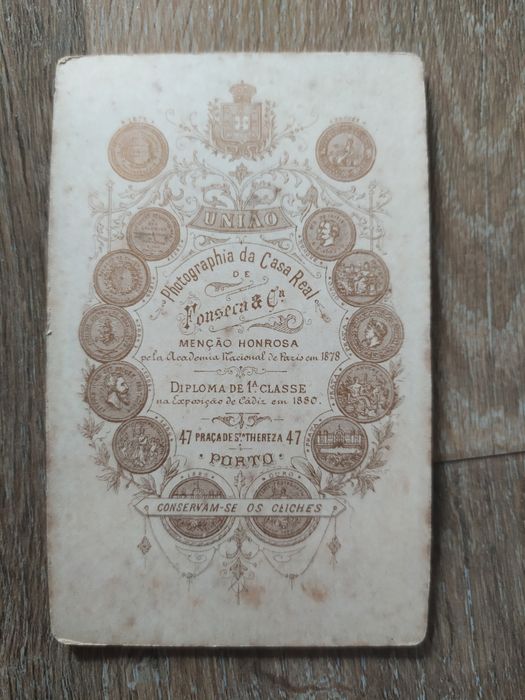 UNIÃO
Photographia da Casa Real
DE
Fonseca & Cª
MENÇÃO HONROSA
pela Academia Nacional de Paris em 1878
DIPLOMA DE 1ª CLASSE
na Exposição de Cádiz em 1880.
47 PRAÇA DE Sta THEREZA 47
PORTO
CONSERVAM-SE OS CLICHES